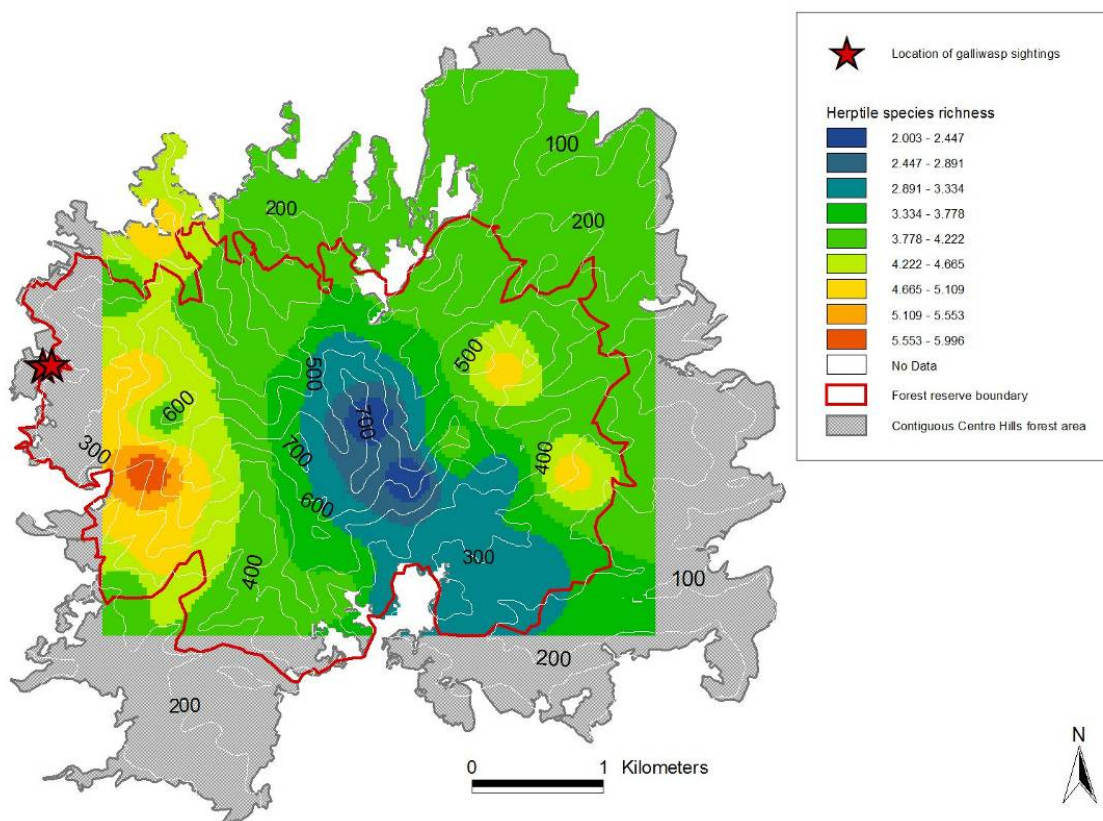 Location of galliwasp sightings
Herptile species richness
2.003 - 2.447
2.447 - 2.891
2.891 - 3.334
3.334 - 3.778
3.778 - 4.222
4.222 - 4.665
4.665 - 5.109
5.109 - 5.553
5.553 - 5.996
No Data
Forest reserve boundary
Contiguous Centre Hills forest area
100
200
200
500
500
600
700
300
700
400
600
300
400
100
200
200
0 1 Kilometers
N